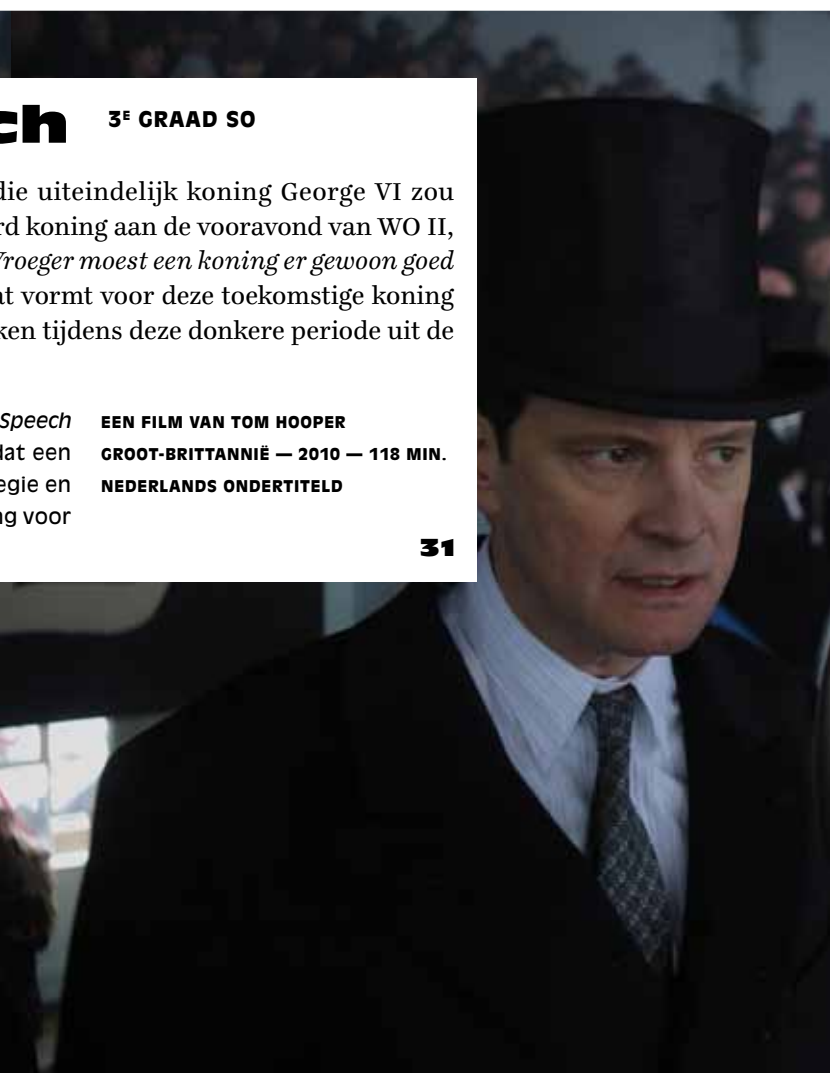 ch 3E GRAAD SO
die uiteindelijk koning George VI zou
rd koning aan de vooravond van WO II,
Vroeger moest een koning er gewoon goed
at vormt voor deze toekomstige koning
ken tijdens deze donkere periode uit de
Speech
dat een
egie en
ng voor
EEN FILM VAN TOM HOOPER
GROOT-BRITTANNIË — 2010 — 118 MIN.
NEDERLANDS ONDERTITELD
31